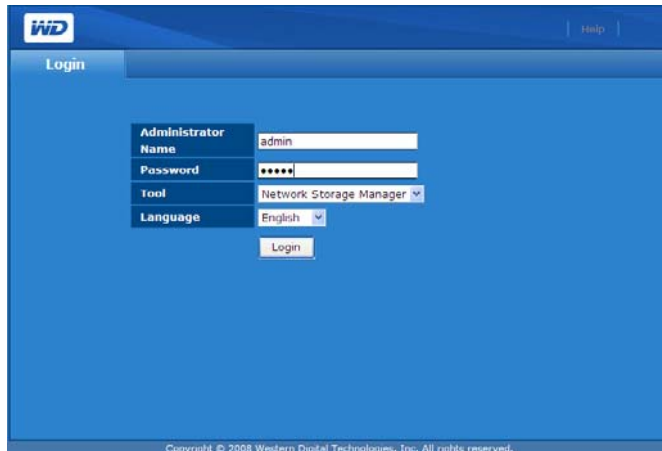 WD
Help
Login
Administrator Name
admin
Password
•••••
Tool
Network Storage Manager
Language
English
Login
Copyright © 2008 Western Digital Technologies, Inc. All rights reserved.